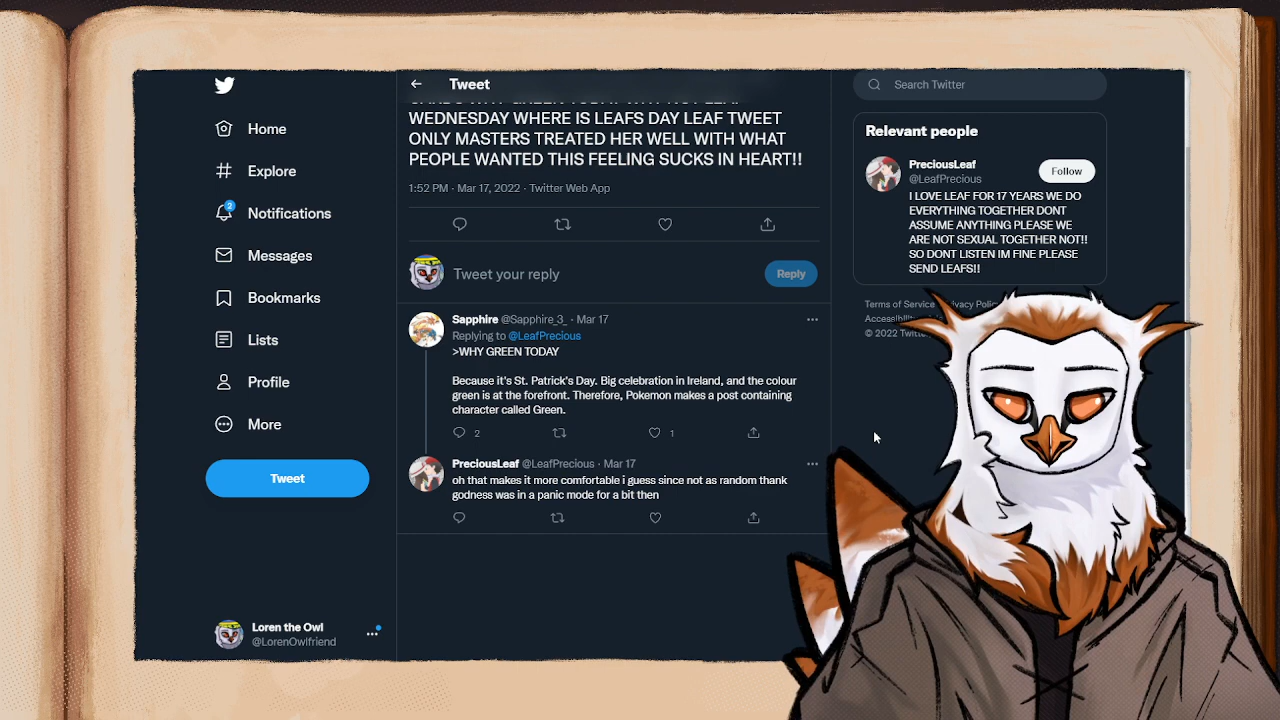 Home
Explore
2
Notifications
Messages
Bookmarks
Lists
Profile
More
Tweet
Loren the Owl
@LorenOwlfriend
Tweet
WEDNESDAY WHERE IS LEAFS DAY LEAF TWEET
ONLY MASTERS TREATED HER WELL WITH WHAT
PEOPLE WANTED THIS FEELING SUCKS IN HEART!!
1:52 PM · Mar 17, 2022 · Twitter Web App
Tweet your reply
Reply
Sapphire @Sapphire_3_ · Mar 17
Replying to @LeafPrecious
>WHY GREEN TODAY
Because it's St. Patrick's Day. Big celebration in Ireland, and the colour
green is at the forefront. Therefore, Pokemon makes a post containing
character called Green.
2
1
PreciousLeaf @LeafPrecious · Mar 17
oh that makes it more comfortable i guess since not as random thank
godness was in a panic mode for a bit then
Search Twitter
Relevant people
PreciousLeaf
@LeafPrecious
Follow
I LOVE LEAF FOR 17 YEARS WE DO
EVERYTHING TOGETHER DONT
ASSUME ANYTHING PLEASE WE
ARE NOT SEXUAL TOGETHER NOT!!
SO DONT LISTEN IM FINE PLEASE
SEND LEAFS!!
Terms of Service
© 2022